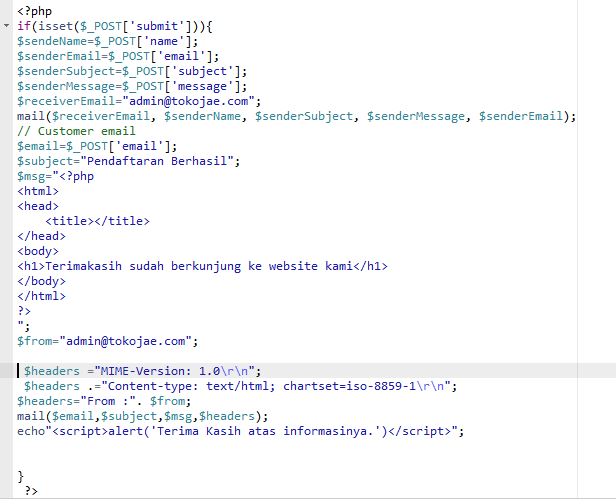 <?php
if(isset($_POST['submit'])){
$sendeName=$_POST['name'];
$senderEmail=$_POST['email'];
$senderSubject=$_POST['subject'];
$senderMessage=$_POST['message'];
$receiverEmail="admin@tokojae.com";
mail($receiverEmail, $senderName, $senderSubject, $senderMessage, $senderEmail);
// Customer email
$email=$_POST['email'];
$subject="Pendaftaran Berhasil";
$msg="<?php
<html>
<head>
    <title></title>
</head>
<body>
<h1>Terimakasih sudah berkunjung ke website kami</h1>
</body>
</html>
?>
";
$from="admin@tokojae.com";

 $headers ="MIME-Version: 1.0\r\n";
 $headers .="Content-type: text/html; chartset=iso-8859-1\r\n";
$headers="From :". $from;
mail($email,$subject,$msg,$headers);
echo"<script>alert('Terima Kasih atas informasinya.')</script>";

}
 ?>